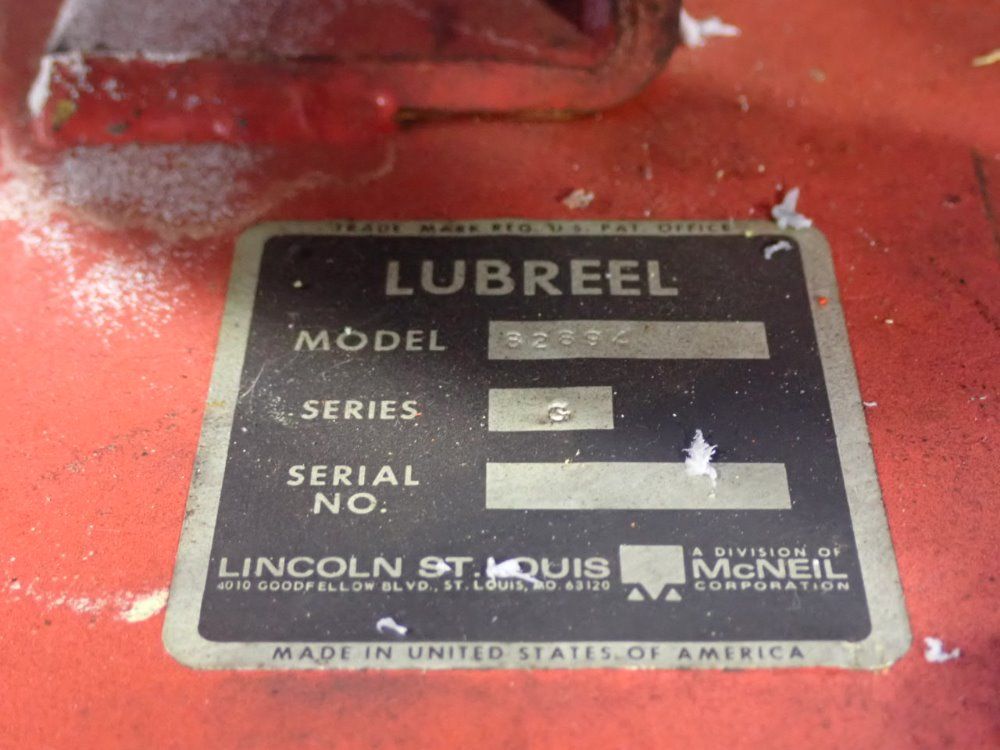 TRADE MARK REG. U.S. PAT. OFFICE
LUBREEL
MODEL
SERIES G
SERIAL NO.
LINCOLN ST. LOUIS
4010 GOODFELLOW BLVD., ST. LOUIS, MO. 63120
A DIVISION OF
McNEIL
CORPORATION
MADE IN UNITED STATES OF AMERICA